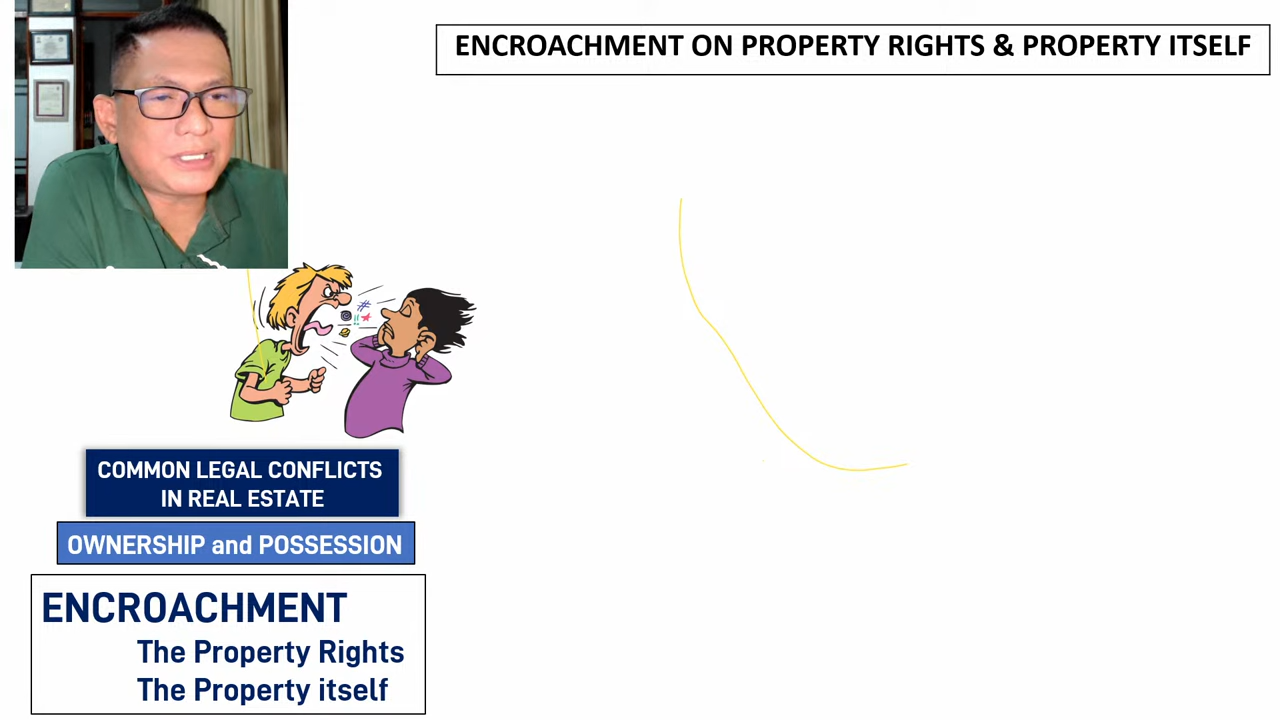 ENCROACHMENT ON PROPERTY RIGHTS & PROPERTY ITSELF
COMMON LEGAL CONFLICTS
IN REAL ESTATE
OWNERSHIP and POSSESSION
ENCROACHMENT
The Property Rights
The Property itself